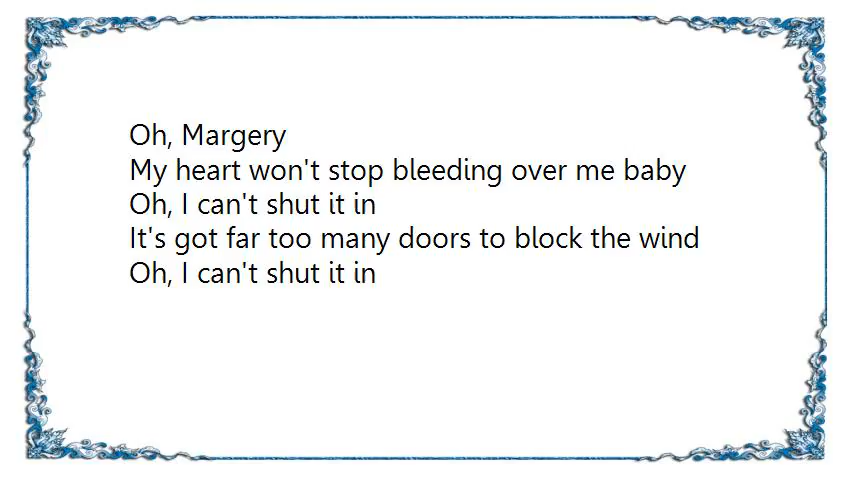 Oh, Margery
My heart won't stop bleeding over me baby
Oh, I can't shut it in
It's got far too many doors to block the wind
Oh, I can't shut it in